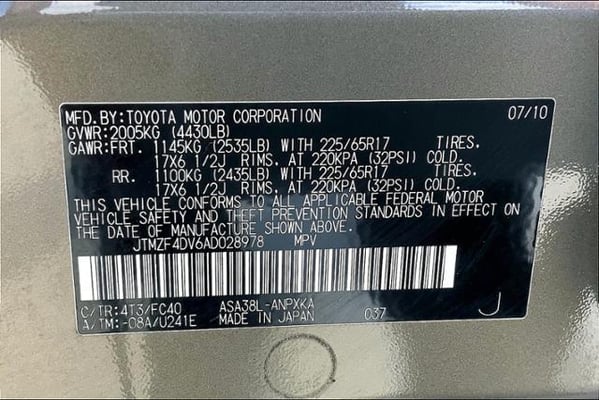 MFD.BY:TOYOTA MOTOR CORPORATION 07/10
GVWR:2005KG (4430LB)
GAWR:FRT. 1145KG (2535LB) WITH 225/65R17 TIRES.
17X6 1/2J RIMS. AT 220KPA (32PSI) COLD.
RR. 1100KG (2435LB) WITH 225/65R17 TIRES.
17X6 1/2J RIMS. AT 220KPA (32PSI) COLD.
THIS VEHICLE CONFORMS TO ALL APPLICABLE FEDERAL MOTOR
VEHICLE SAFETY AND THEFT PREVENTION STANDARDS IN EFFECT ON
THE DATE OF MANUFACTURE SHOWN ABOVE.
JTMZF4DV6AD028978 MPV
C/TR:4T3/FC40 ASA38L-ANPXKA
A/TM:-08A/U241E MADE IN JAPAN 037 J